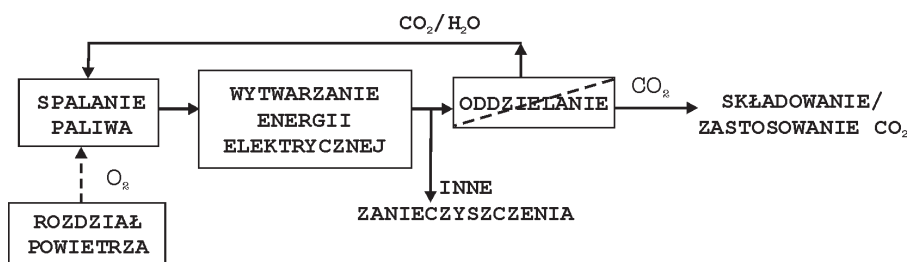 CO₂/H₂O
SPALANIE
PALIWA
WYTWARZANIE
ENERGII
ELEKTRYCZNEJ
ODDZIELANIE
CO₂
SKŁADOWANIE/
ZASTOSOWANIE CO₂
O₂
INNE
ZANIECZYSZCZENIA
ROZDZIAŁ
POWIETRZA